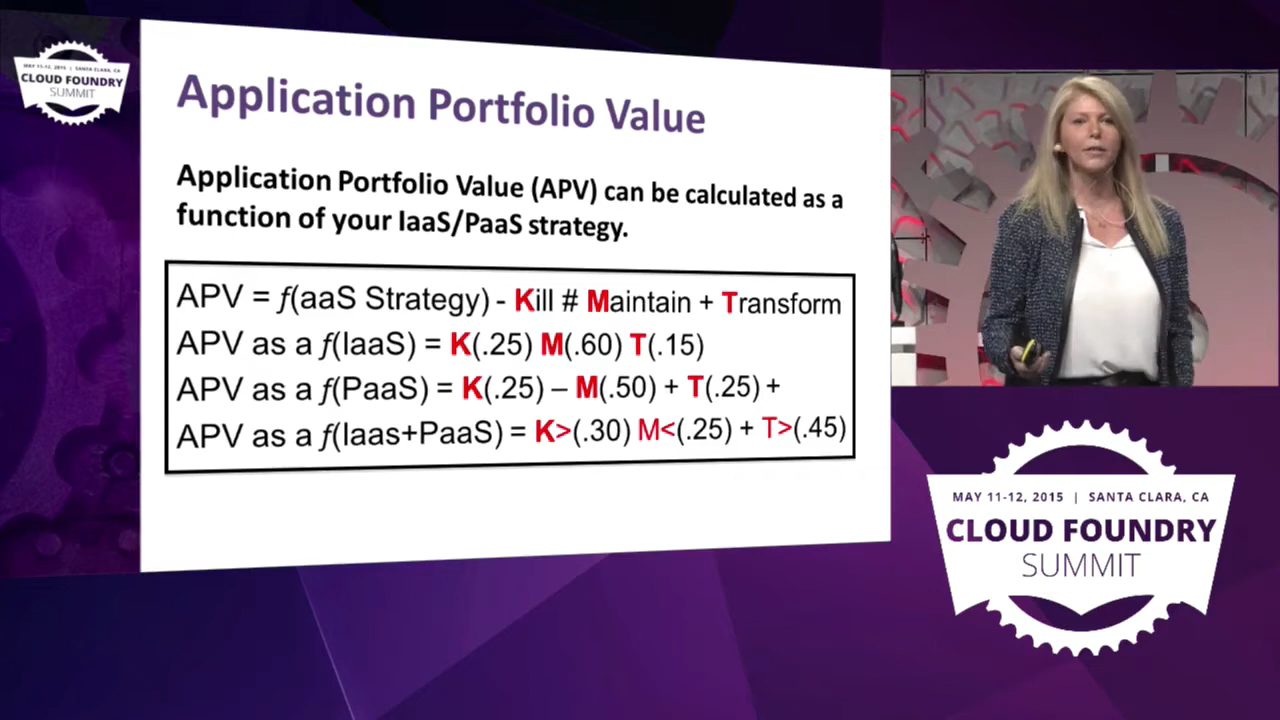 MAY 11-12, 2015 | SANTA CLARA, CA
CLOUD FOUNDRY
SUMMIT
Application Portfolio Value
Application Portfolio Value (APV) can be calculated as a
function of your IaaS/PaaS strategy.
APV = f(aaS Strategy) - Kill # Maintain + Transform
APV as a f(IaaS) = K(.25) M(.60) T(.15)
APV as a f(PaaS) = K(.25) – M(.50) + T(.25) +
APV as a f(Iaas+PaaS) = K>(.30) M<(.25) + T>(.45)
MAY 11-12, 2015 | SANTA CLARA, CA
CLOUD FOUNDRY
SUMMIT